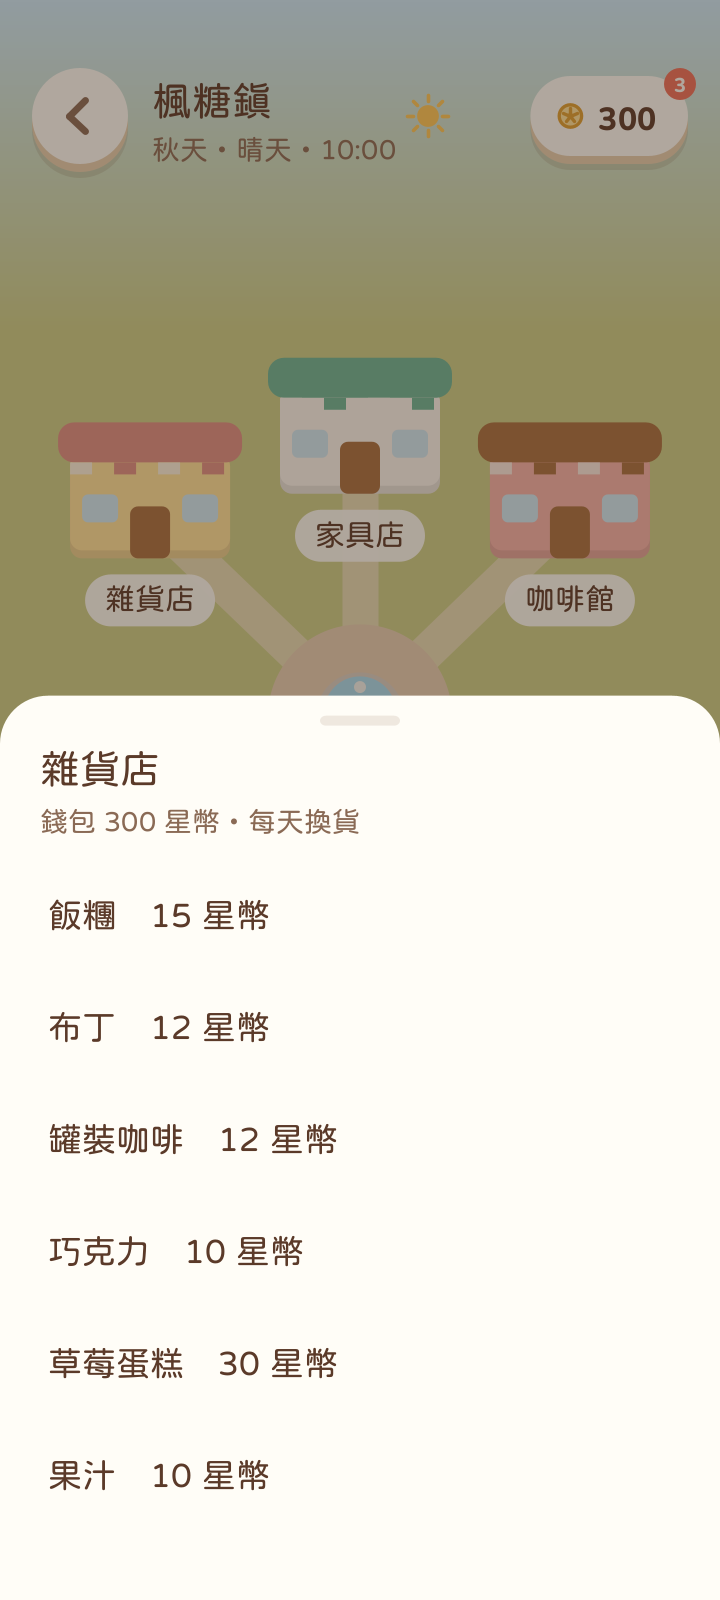 楓糖鎮
秋天・晴天・10:00
3
300
家具店
雜貨店
咖啡館
雜貨店
錢包 300 星幣・每天換貨
飯糰 15 星幣
布丁 12 星幣
罐裝咖啡 12 星幣
巧克力 10 星幣
草莓蛋糕 30 星幣
果汁 10 星幣